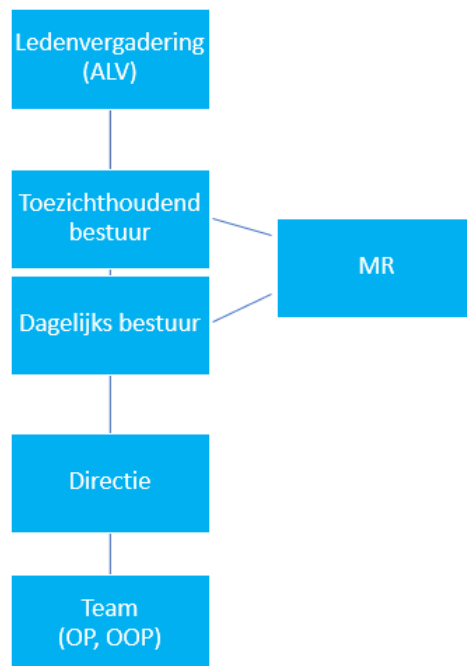 Ledenvergadering
(ALV)
Toezichthoudend
bestuur
MR
Dagelijks bestuur
Directie
Team
(OP, OOP)